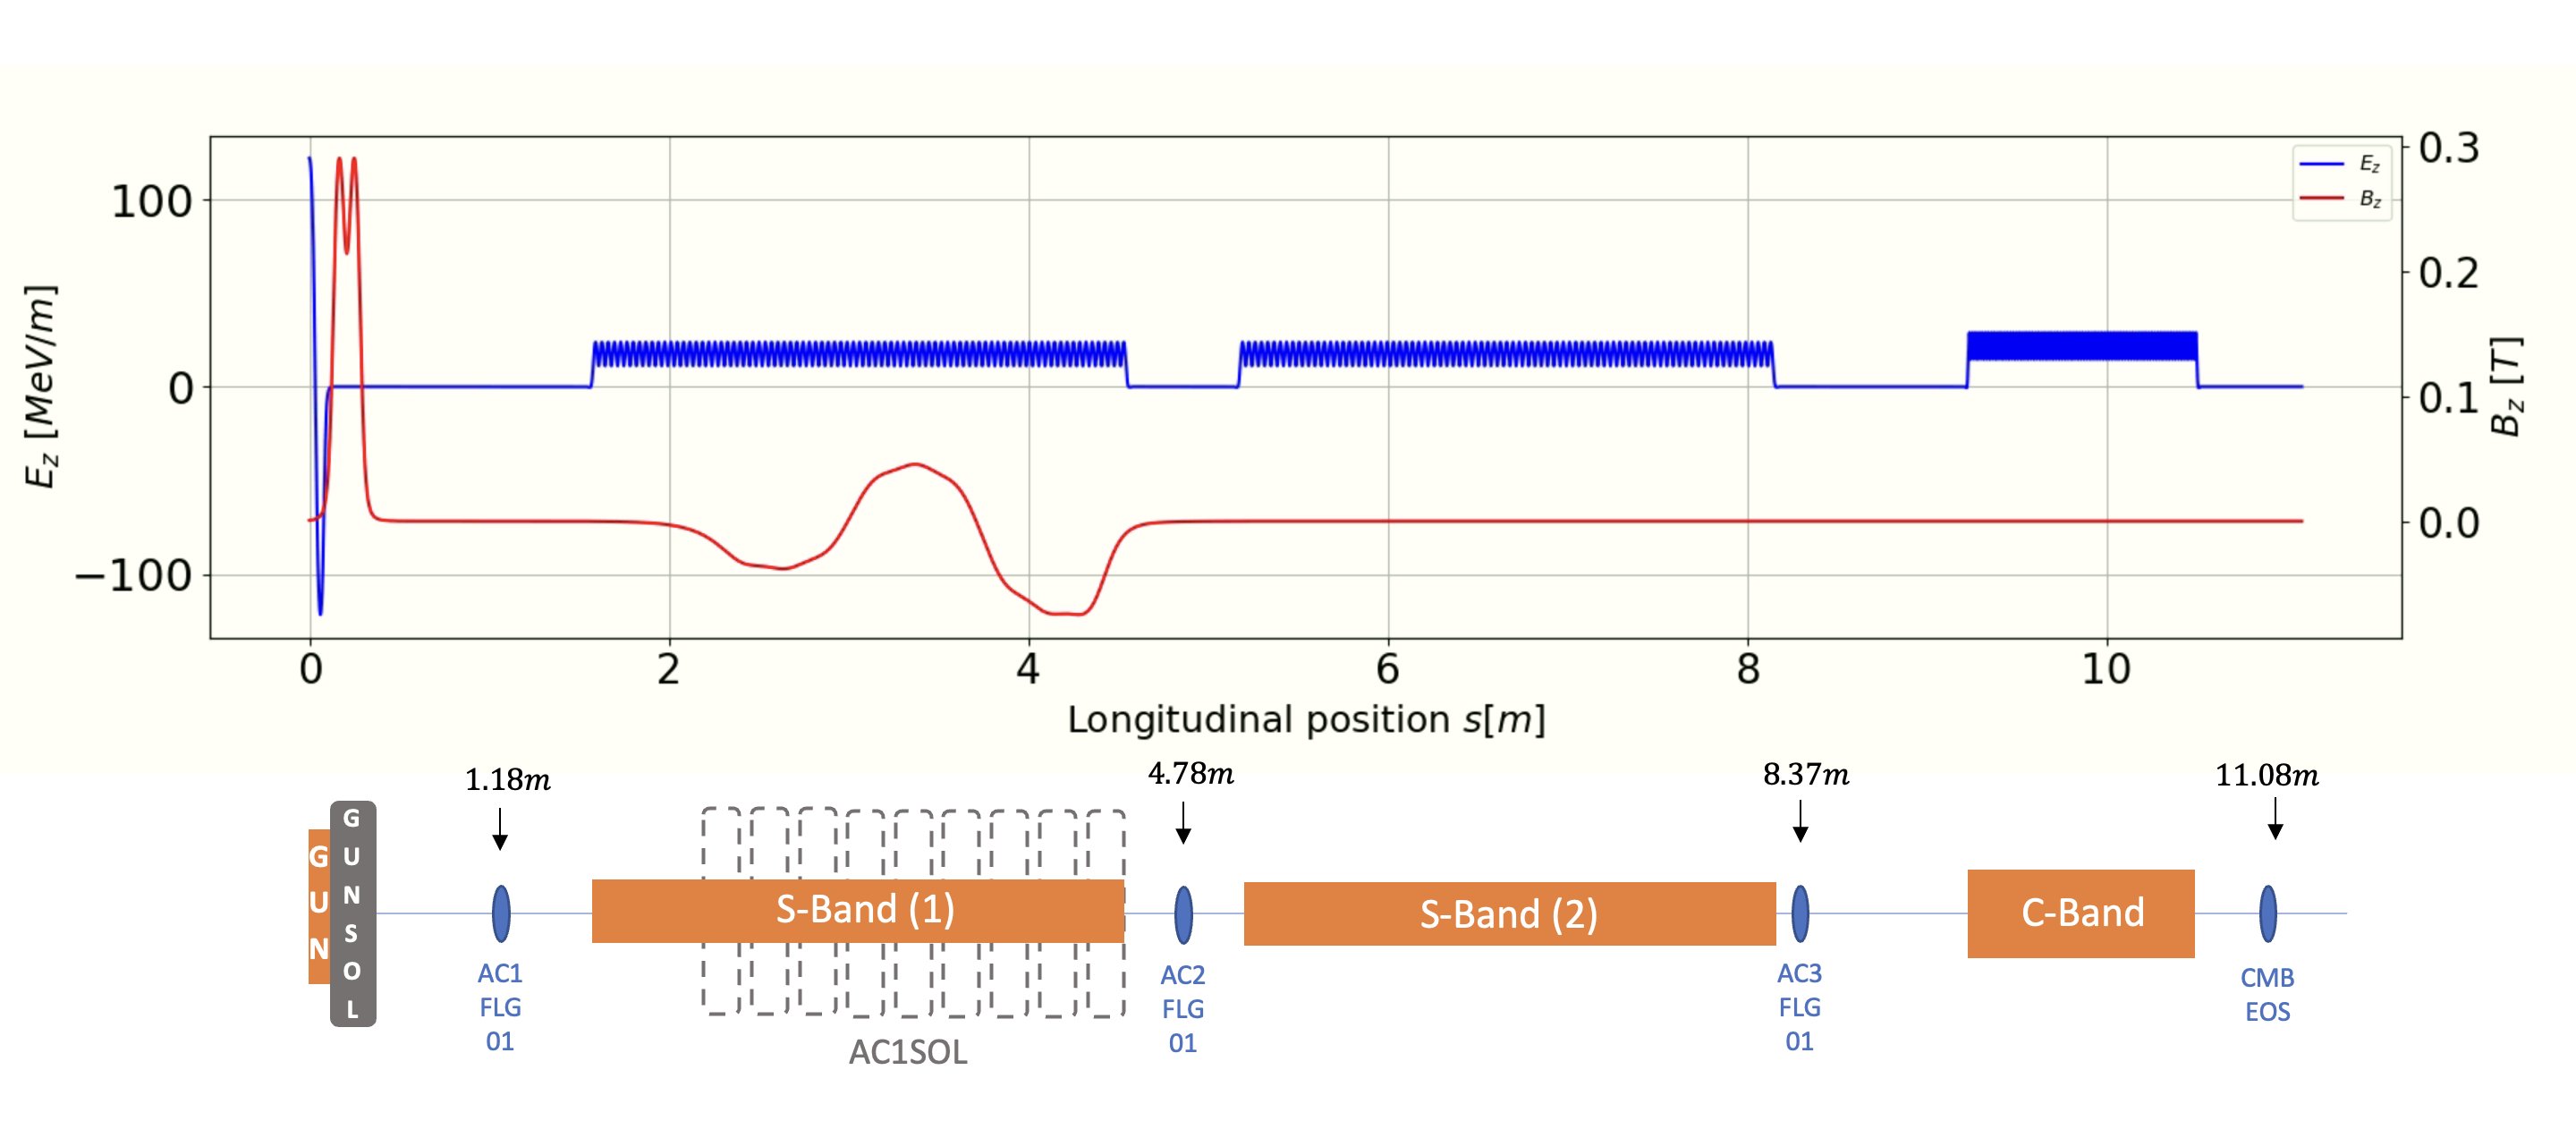 0.3
0.2
0.1
0.0
100
0
−100
E_z [MeV/m]
B_z [T]
E_z
B_z
0 2 4 6 8 10
Longitudinal position s[m]
1.18m
4.78m
8.37m
11.08m
GUN
GUNSOL
S-Band (1)
S-Band (2)
C-Band
AC1
FLG
01
AC1SOL
AC2
FLG
01
AC3
FLG
01
CMB
EOS